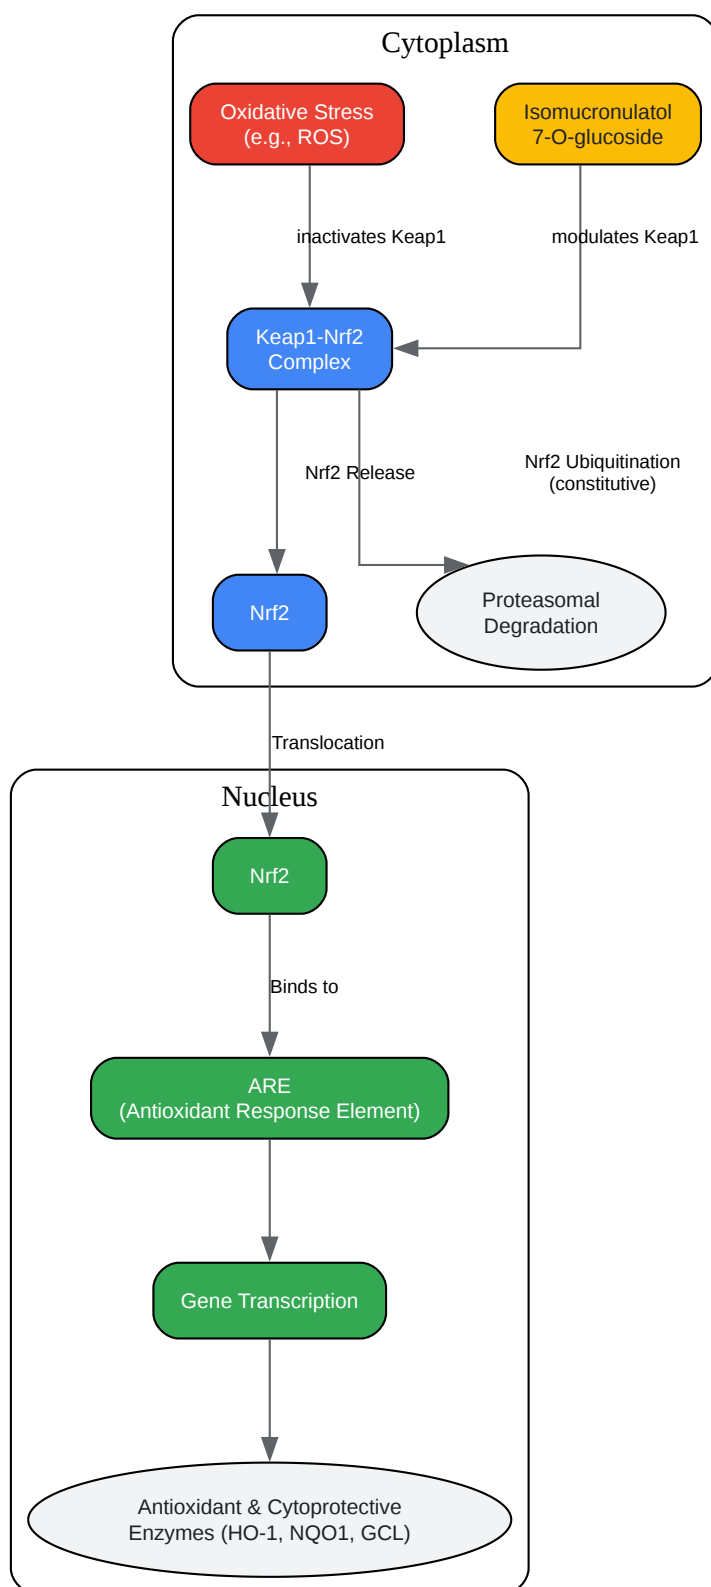 Cytoplasm
Oxidative Stress
(e.g., ROS)
Isomucronulatol
7-O-glucoside
inactivates Keap1
modulates Keap1
Keap1-Nrf2
Complex
Nrf2 Release
Nrf2 Ubiquitination
(constitutive)
Nrf2
Proteasomal
Degradation
Translocation
Nucleus
Nrf2
Binds to
ARE
(Antioxidant Response Element)
Gene Transcription
Antioxidant & Cytoprotective
Enzymes (HO-1, NQO1, GCL)